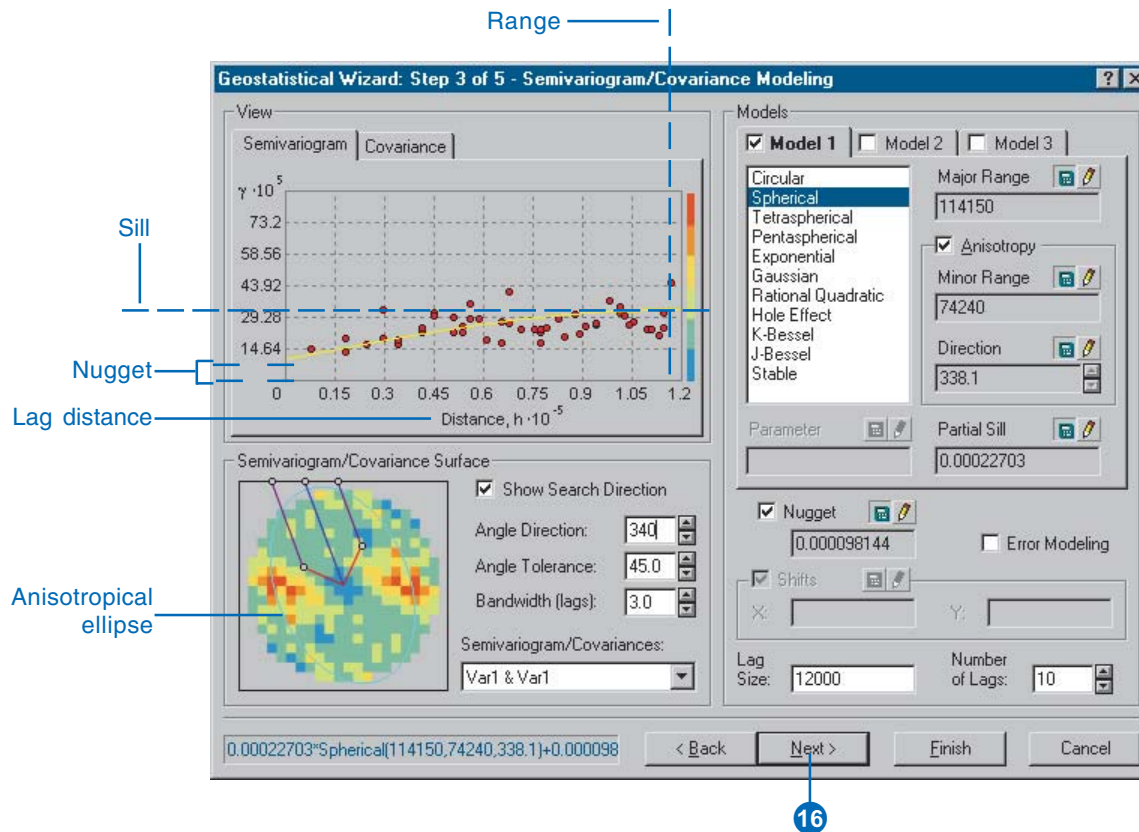 Range
Geostatistical Wizard: Step 3 of 5 - Semivariogram/Covariance Modeling
View
Semivariogram
Covariance
γ ·10⁵
73.2
58.56
43.92
29.28
14.64
0 0.15 0.3 0.45 0.6 0.75 0.9 1.05 1.2
Distance, h ·10⁻⁵
Sill
Nugget
Lag distance
Models
Model 1
Model 2
Model 3
Circular
Spherical
Tetraspherical
Pentaspherical
Exponential
Gaussian
Rational Quadratic
Hole Effect
K-Bessel
J-Bessel
Stable
Major Range
114150
Anisotropy
Minor Range
74240
Direction
338.1
Parameter
Partial Sill
0.00022703
Semivariogram/Covariance Surface
Show Search Direction
Angle Direction: 340
Angle Tolerance: 45.0
Bandwidth (lags): 3.0
Semivariogram/Covariances:
Var1 & Var1
Anisotropical
ellipse
Nugget
0.000098144
Error Modeling
Shifts
X:
Y:
Lag
Size: 12000
Number
of Lags: 10
0.00022703*Spherical(114150,74240,338.1)+0.000098
< Back
Next >
Finish
Cancel
16